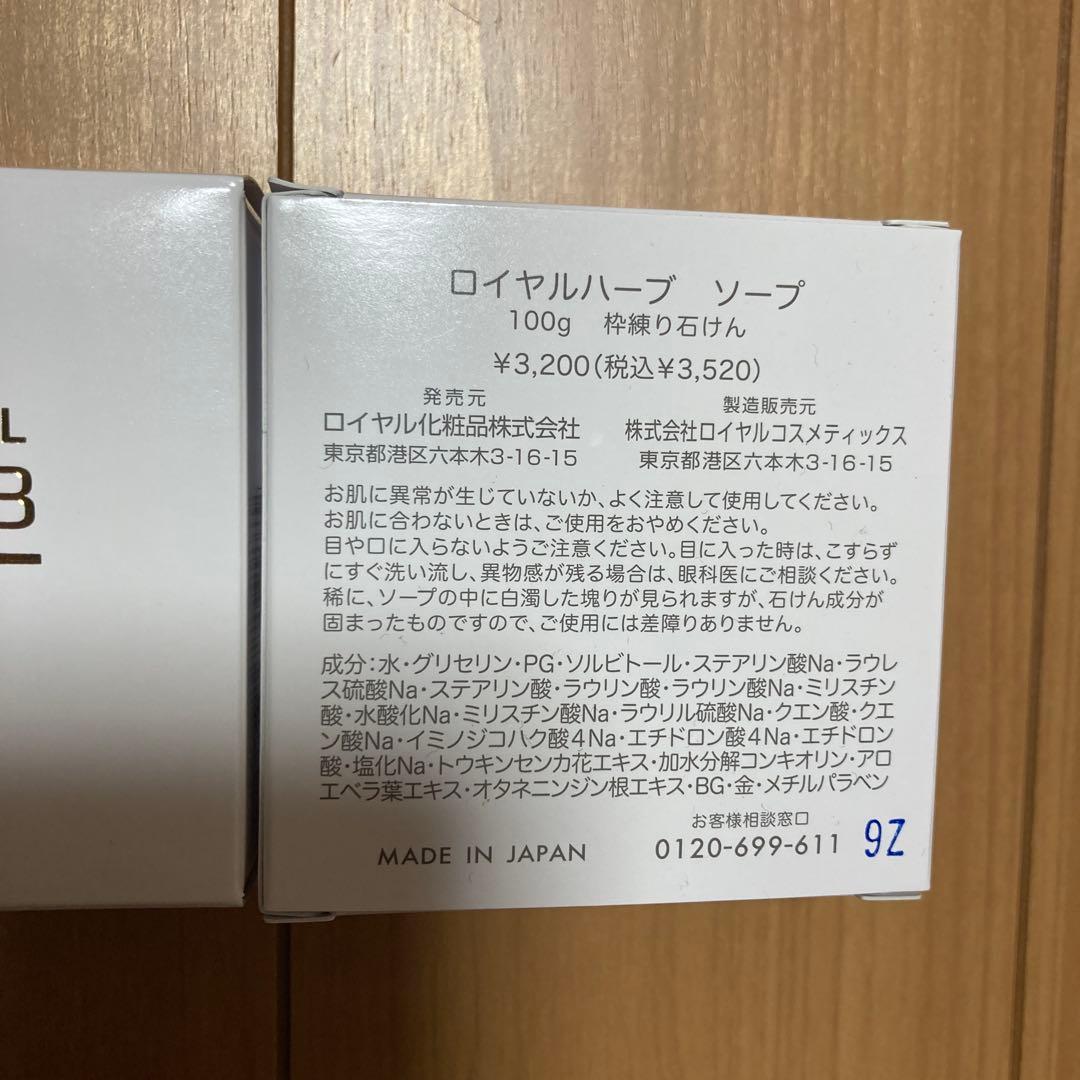 L
B
ロイヤルハーブ ソープ
100g 枠練り石けん
¥3,200(税込¥3,520)
発売元
ロイヤル化粧品株式会社
東京都港区六本木3-16-15
製造販売元
株式会社ロイヤルコスメティックス
東京都港区六本木3-16-15
お肌に異常が生じていないか、よく注意して使用してください。
お肌に合わないときは、ご使用をおやめください。
目や口に入らないようご注意ください。目に入った時は、こすらず
にすぐ洗い流し、異物感が残る場合は、眼科医にご相談ください。
稀に、ソープの中に白濁した塊りが見られますが、石けん成分が
固まったものですので、ご使用には差障りありません。
成分:水・グリセリン・PG・ソルビトール・ステアリン酸Na・ラウレ
ス硫酸Na・ステアリン酸・ラウリン酸・ラウリン酸Na・ミリスチン
酸・水酸化Na・ミリスチン酸Na・ラウリル硫酸Na・クエン酸・クエ
ン酸Na・イミノジコハク酸4Na・エチドロン酸4Na・エチドロン
酸・塩化Na・トウキンセンカ花エキス・加水分解コンキオリン・アロ
エベラ葉エキス・オタネニンジン根エキス・BG・金・メチルパラベン
お客様相談窓口
MADE IN JAPAN 0120-699-611 9Z